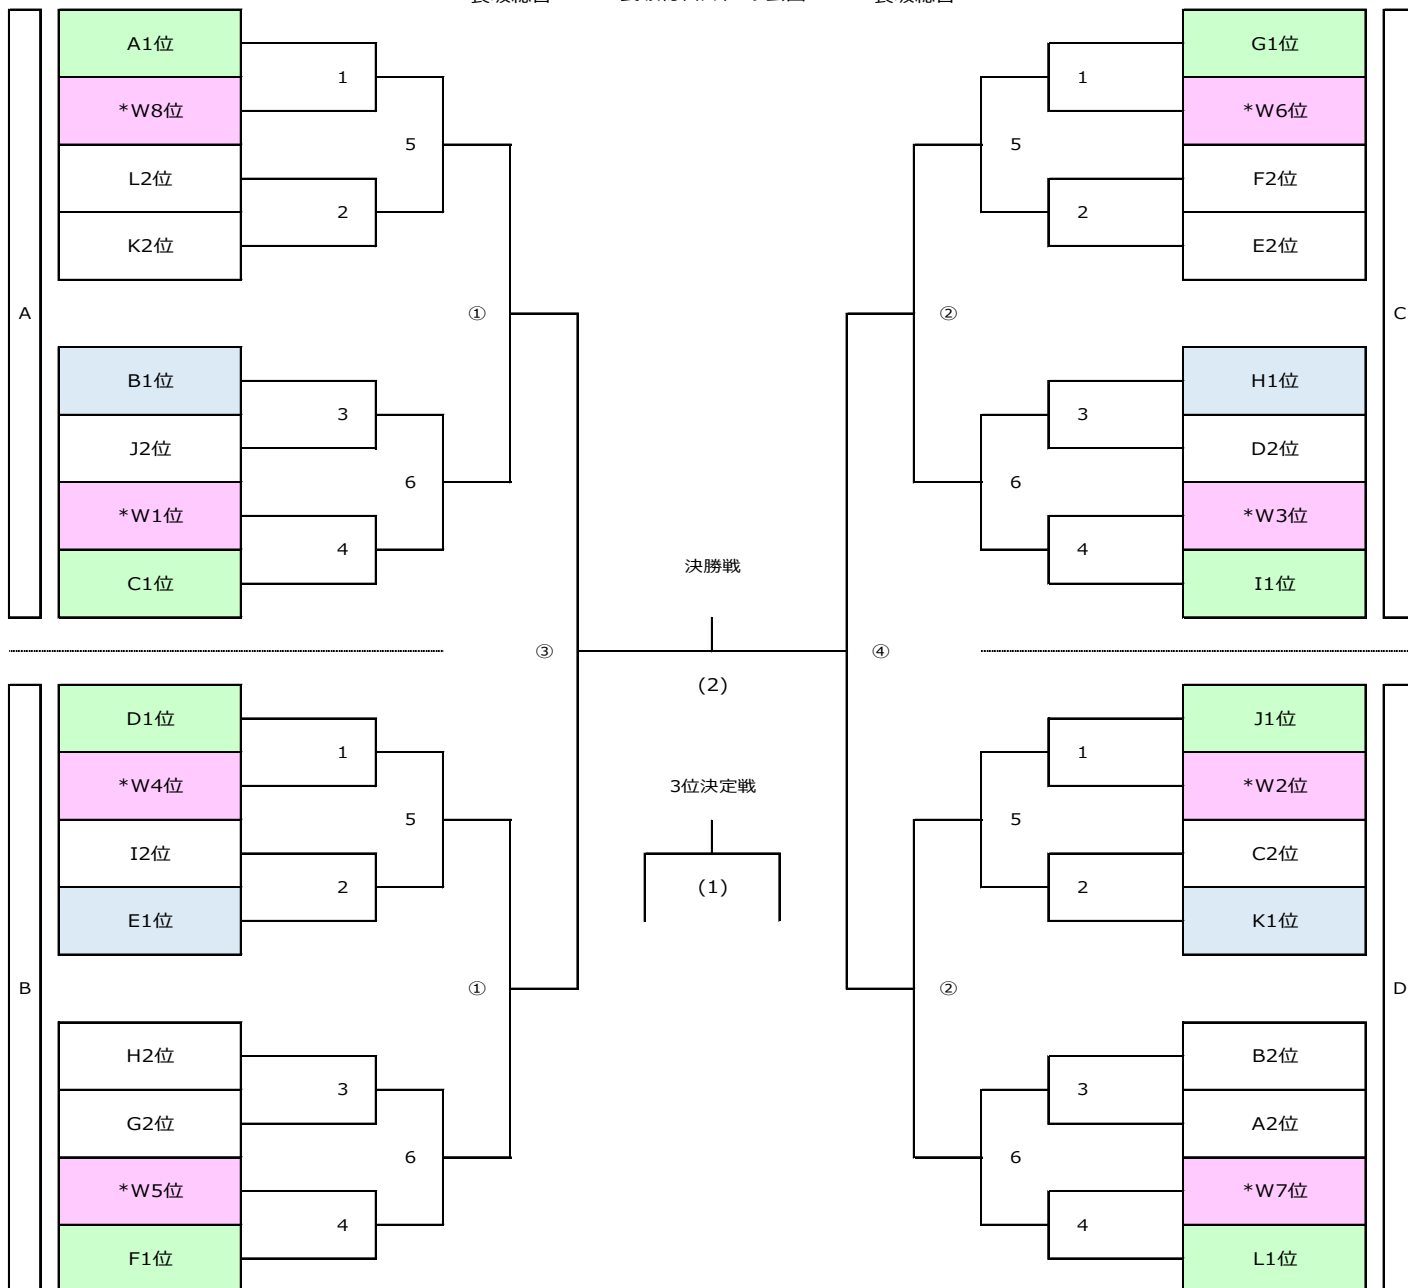 A1位
1
*W8位
5
L2位
2
K2位
A
①
B1位
3
J2位
6
*W1位
4
C1位
G1位
1
*W6位
5
F2位
2
E2位
C
②
H1位
3
D2位
6
*W3位
4
I1位
決勝戦
③
④
(2)
3位決定戦
(1)
D1位
1
*W4位
5
I2位
2
E1位
B
①
H2位
3
G2位
6
*W5位
4
F1位
J1位
1
*W2位
5
C2位
2
K1位
D
②
B2位
3
A2位
6
*W7位
4
L1位